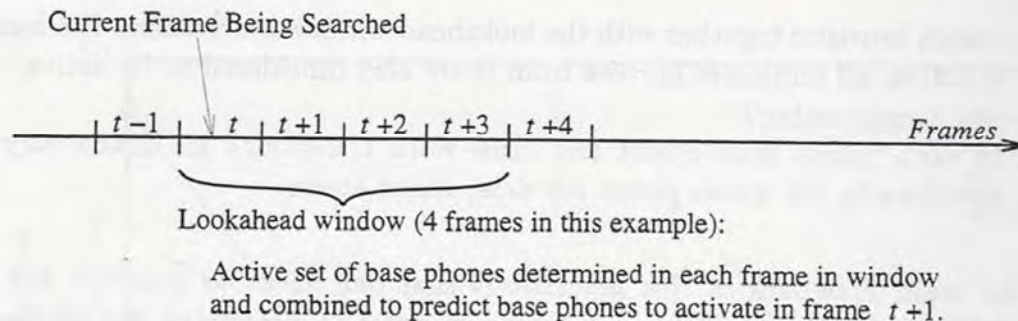 Current Frame Being Searched
t −1 t t +1 t +2 t +3 t +4 Frames
Lookahead window (4 frames in this example):
Active set of base phones determined in each frame in window
and combined to predict base phones to activate in frame t +1.